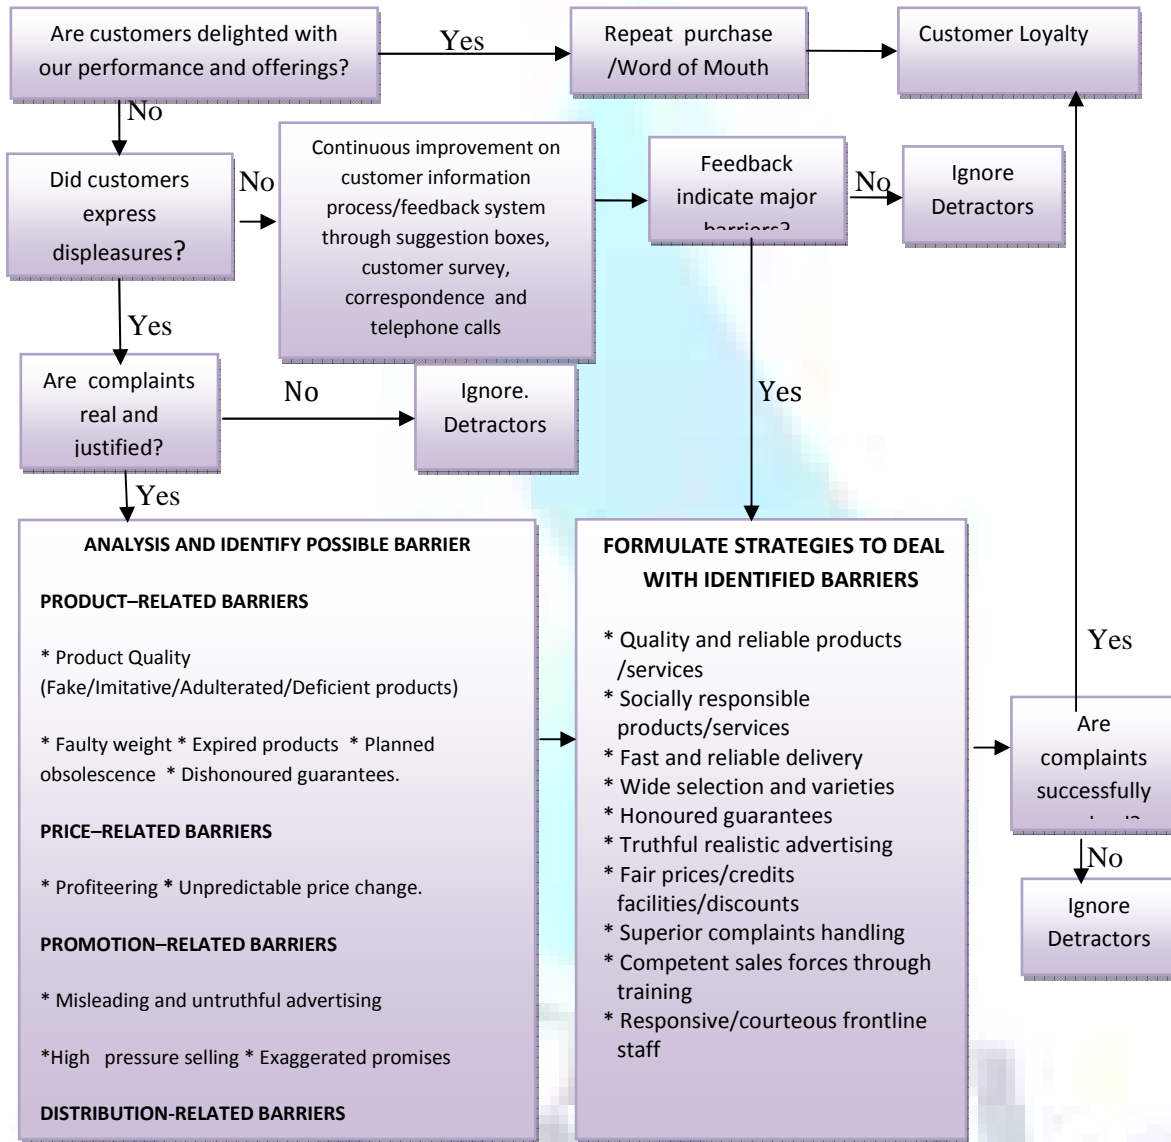 Are customers delighted with
our performance and offerings?
Yes
Repeat purchase
/Word of Mouth
Customer Loyalty
No
Did customers
express
displeasures?
No
Continuous improvement on
customer information
process/feedback system
through suggestion boxes,
customer survey,
correspondence and
telephone calls
Feedback
indicate major
barriers?
No
Ignore
Detractors
Yes
Are complaints
real and
justified?
No
Ignore.
Detractors
Yes
Yes
ANALYSIS AND IDENTIFY POSSIBLE BARRIER
PRODUCT–RELATED BARRIERS
* Product Quality
(Fake/Imitative/Adulterated/Deficient products)
* Faulty weight * Expired products * Planned
obsolescence * Dishonoured guarantees.
PRICE–RELATED BARRIERS
* Profiteering * Unpredictable price change.
PROMOTION–RELATED BARRIERS
* Misleading and untruthful advertising
*High pressure selling * Exaggerated promises
DISTRIBUTION-RELATED BARRIERS
FORMULATE STRATEGIES TO DEAL
WITH IDENTIFIED BARRIERS
* Quality and reliable products
/services
* Socially responsible
products/services
* Fast and reliable delivery
* Wide selection and varieties
* Honoured guarantees
* Truthful realistic advertising
* Fair prices/credits
facilities/discounts
* Superior complaints handling
* Competent sales forces through
training
* Responsive/courteous frontline
staff
Yes
Are
complaints
successfully
No
Ignore
Detractors